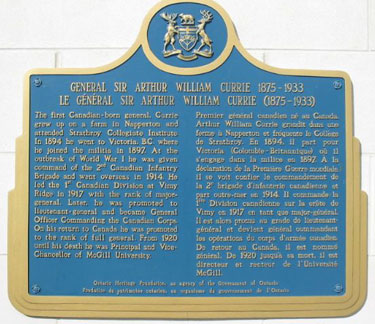 GENERAL SIR ARTHUR WILLIAM CURRIE 1875-1933
LE GÉNÉRAL SIR ARTHUR WILLIAM CURRIE (1875-1933)
The first Canadian-born general, Currie
grew up on a farm in Napperton and
attended Strathroy Collegiate Institute.
In 1894 he went to Victoria, B.C. where
he joined the militia in 1897. At the
outbreak of World War I he was given
command of the 2nd Canadian Infantry
Brigade and went overseas in 1914. He
led the 1st Canadian Division at Vimy
Ridge in 1917 with the rank of major-
general. Later, he was promoted to
lieutenant-general and became General
Officer Commanding the Canadian Corps.
On his return to Canada he was promoted
to the rank of full general. From 1920
until his death he was Principal and Vice-
Chancellor of McGill University.
Premier général canadien né au Canada,
Arthur William Currie grandit dans une
ferme à Napperton et fréquente le Collège
de Strathroy. En 1894, il part pour
Victoria (Colombie-Britannique) où il
s'engage dans la milice en 1897. À la
déclaration de la Première Guerre mondiale,
il se voit confier le commandement de
la 2e brigade d'infanterie canadienne et
part outre-mer en 1914. Il commande la
1ère Division canadienne sur la crête de
Vimy en 1917 en tant que major-général.
Il est alors promu au grade de lieutenant-
général et devient général commandant
les opérations du corps d'armée canadien.
De retour au Canada, il est nommé
général. De 1920 jusqu'à sa mort, il est
directeur et recteur de l'Université
McGill.
Ontario Heritage Foundation, an agency of the Government of Ontario
Fondation du patrimoine ontarien, un organisme du gouvernement de l'Ontario